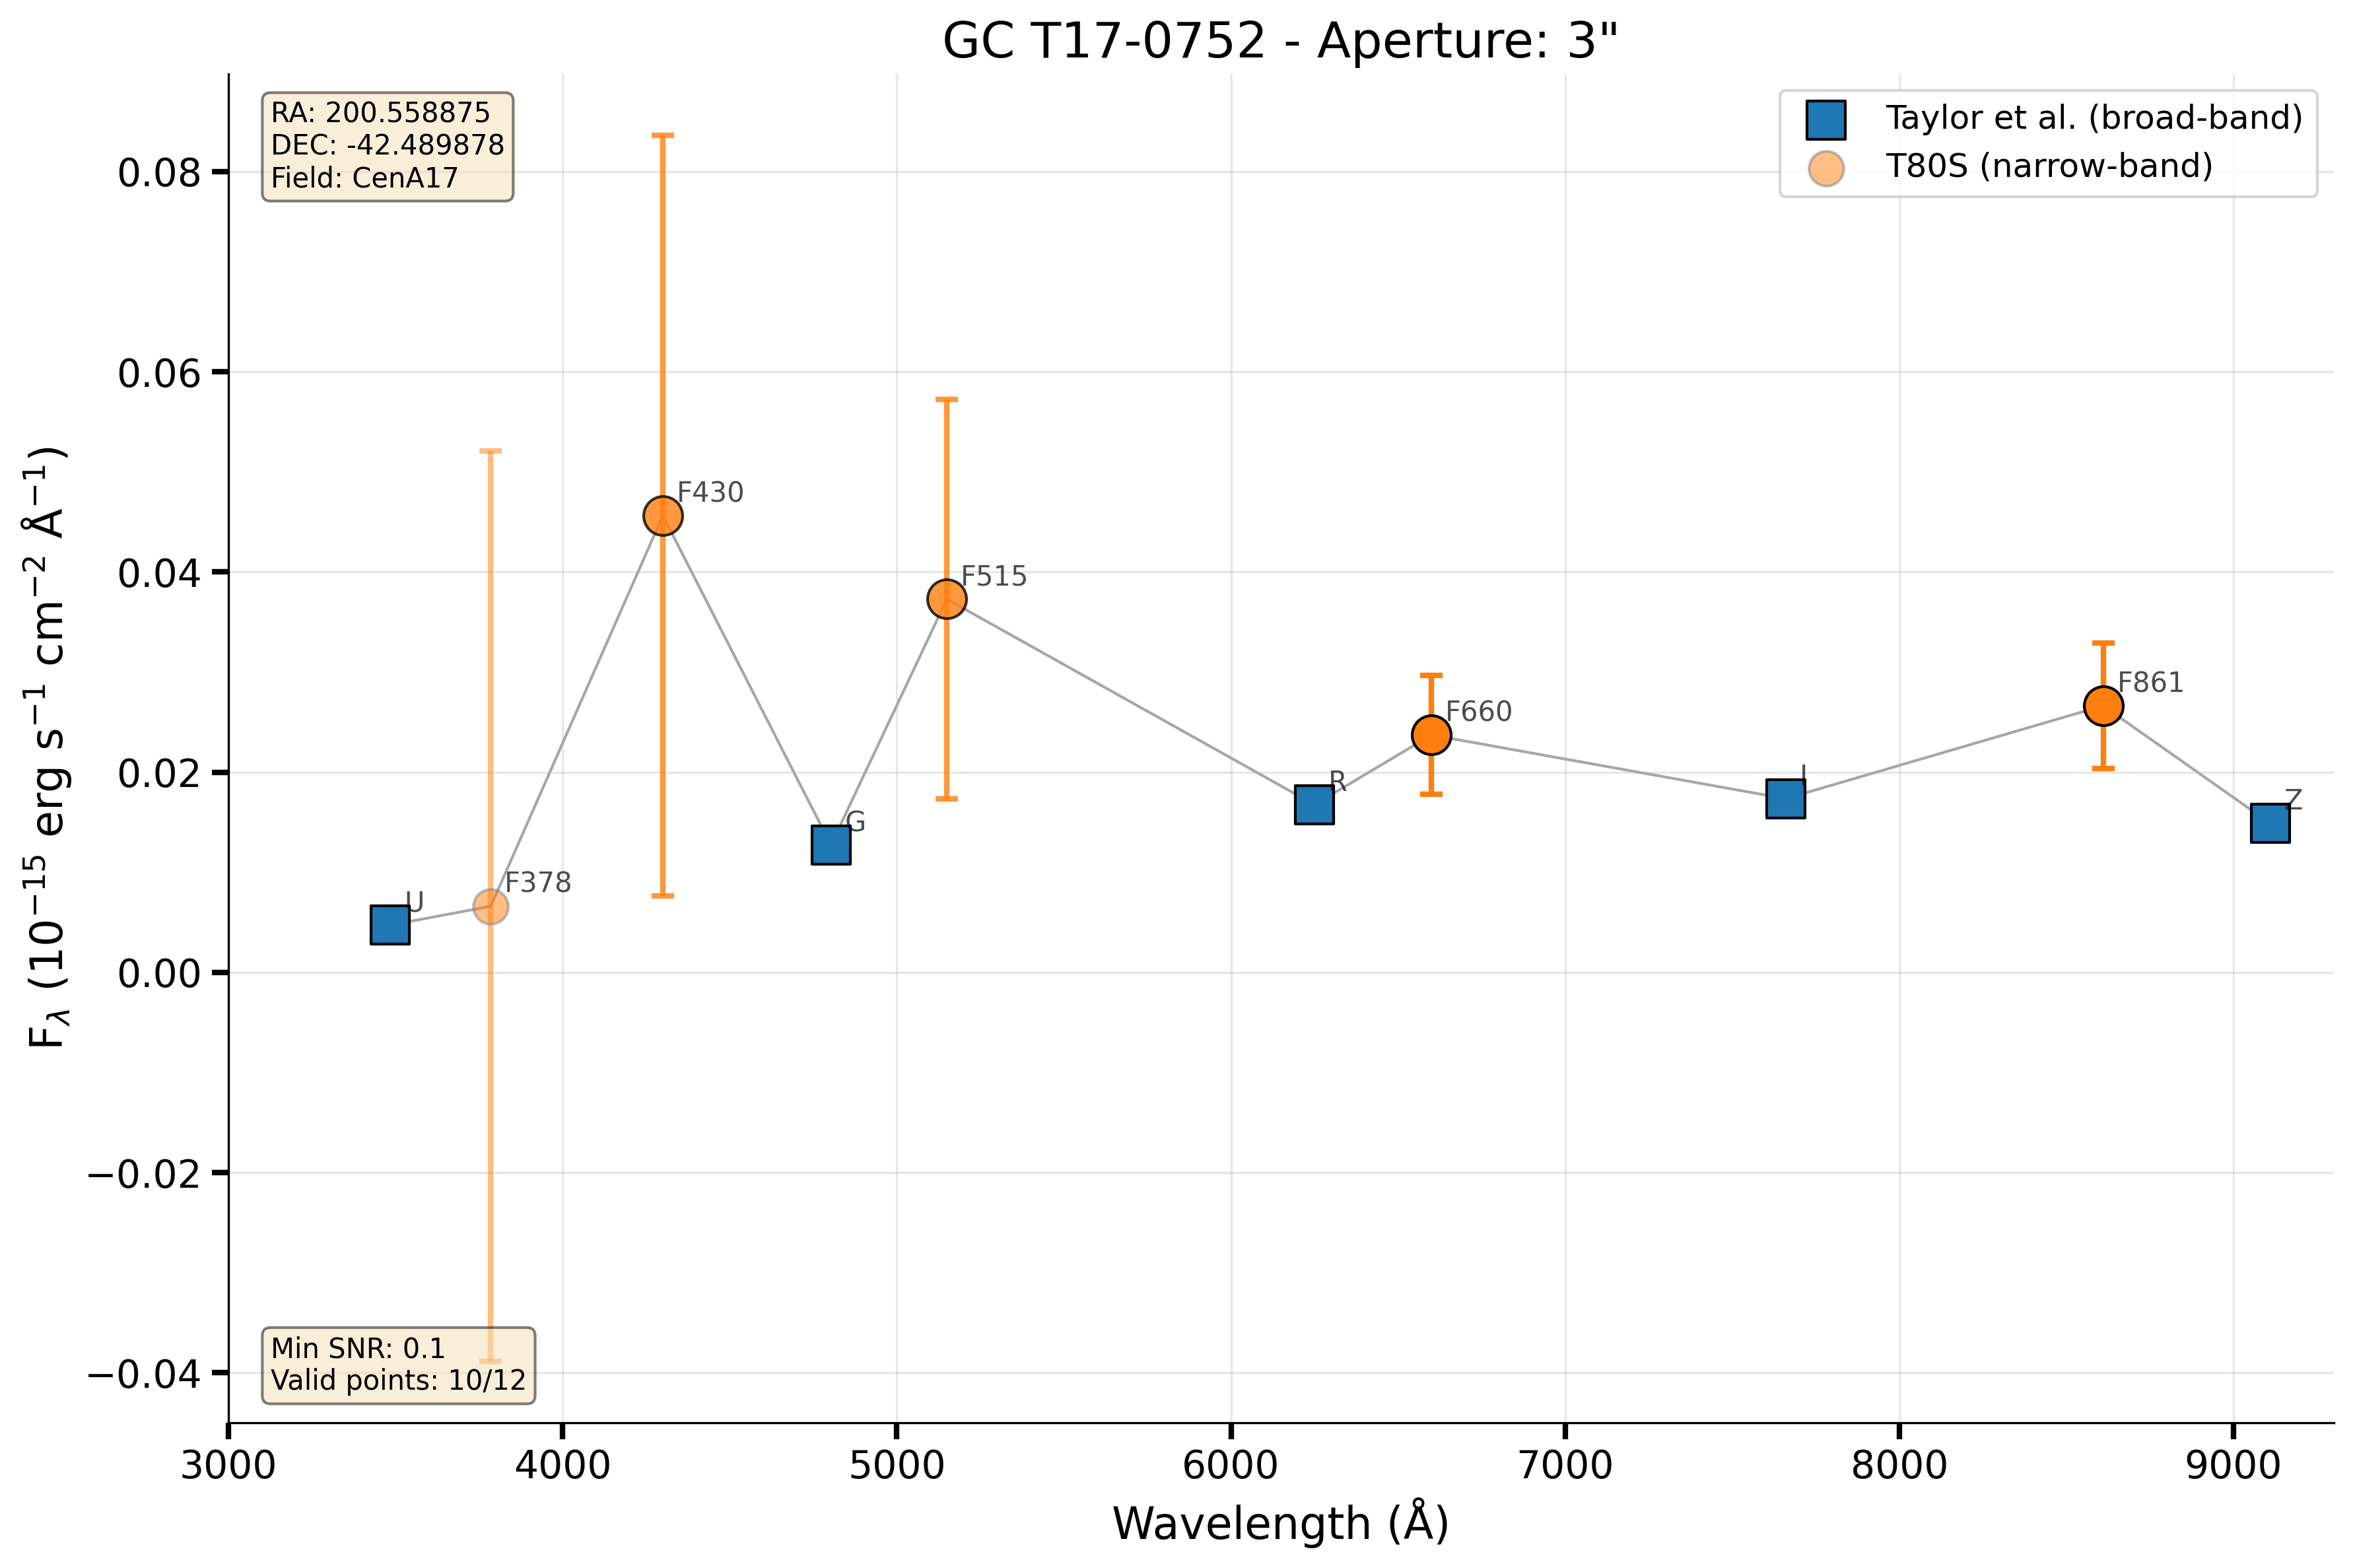 GC T17-0752 - Aperture: 3"
RA: 200.558875
DEC: -42.489878
Field: CenA17
Taylor et al. (broad-band)
T80S (narrow-band)
F_λ (10⁻¹⁵ erg s⁻¹ cm⁻² Å⁻¹)
0.08
0.06
0.04
0.02
0.00
−0.02
−0.04
U
F378
F430
G
F515
R
F660
I
F861
Z
Min SNR: 0.1
Valid points: 10/12
3000 4000 5000 6000 7000 8000 9000
Wavelength (Å)